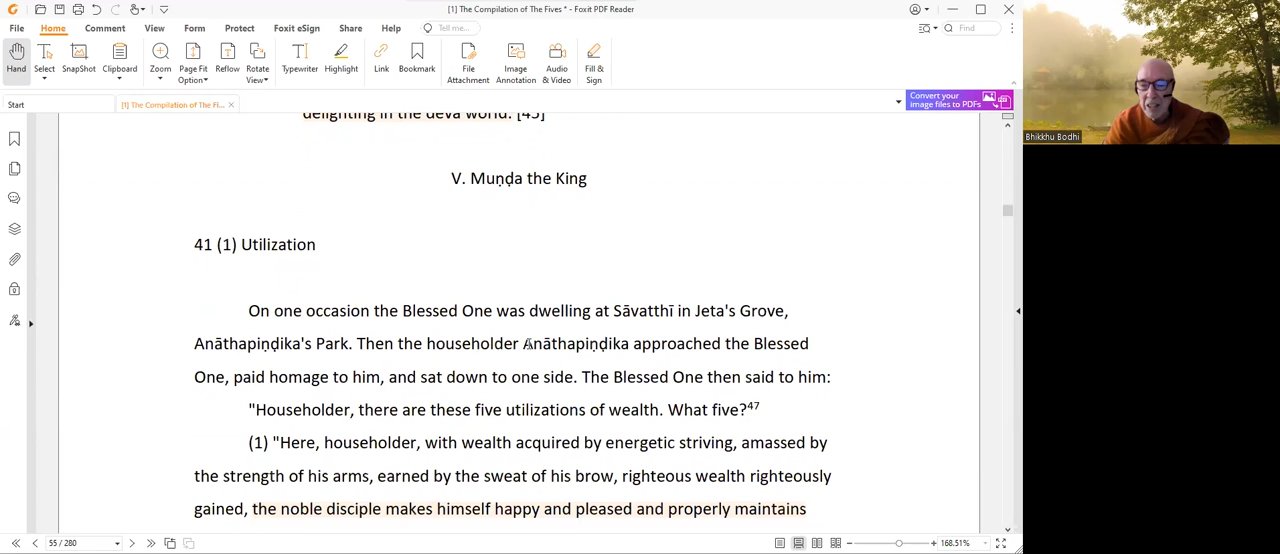 [1] The Compilation of The Fives * - Foxit PDF Reader
File Home Comment View Form Protect Foxit eSign Share Help Tell me... Find
Hand Select SnapShot Clipboard Zoom Page Fit Option Reflow Rotate View Typewriter Highlight Link Bookmark File Attachment Image Annotation Audio & Video Fill & Sign
Start [1] The Compilation of The Fi... Convert your image files to PDFs
Bhikkhu Bodhi
delighting in the deva world. [45]
V. Muṇḍa the King
41 (1) Utilization
On one occasion the Blessed One was dwelling at Sāvatthī in Jeta's Grove,
Anāthapiṇḍika's Park. Then the householder Anāthapiṇḍika approached the Blessed
One, paid homage to him, and sat down to one side. The Blessed One then said to him:
"Householder, there are these five utilizations of wealth. What five?⁴⁷
(1) "Here, householder, with wealth acquired by energetic striving, amassed by
the strength of his arms, earned by the sweat of his brow, righteous wealth righteously
gained, the noble disciple makes himself happy and pleased and properly maintains
55 / 280 168.51%